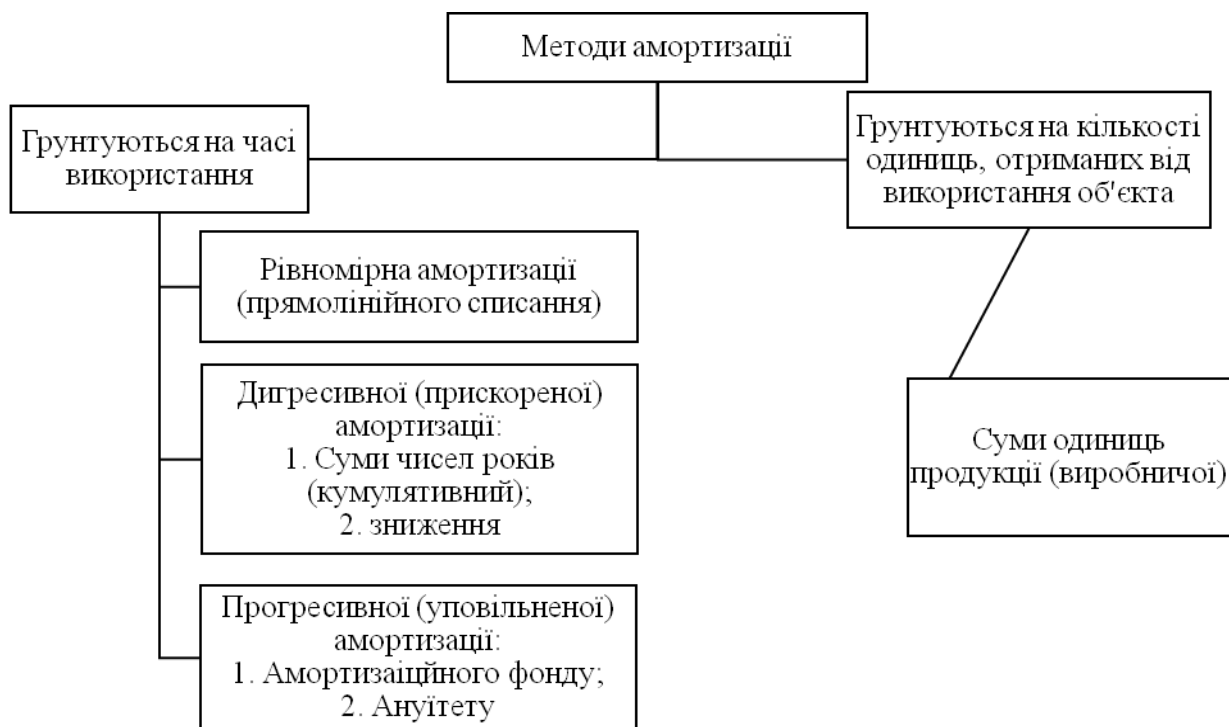 Методи амортизації
Грунтуються на часі
використання
Грунтуються на кількості
одиниць, отриманих від
використання об'єкта
Рівномірна амортизації
(прямолінійного списання)
Дигресивної (прискореної)
амортизації:
1. Суми чисел років
(кумулятивний);
2. зниження
Суми одиниць
продукції (виробничої)
Прогресивної (уповільненої)
амортизації:
1. Амортизаіційного фонду;
2. Ануїтету